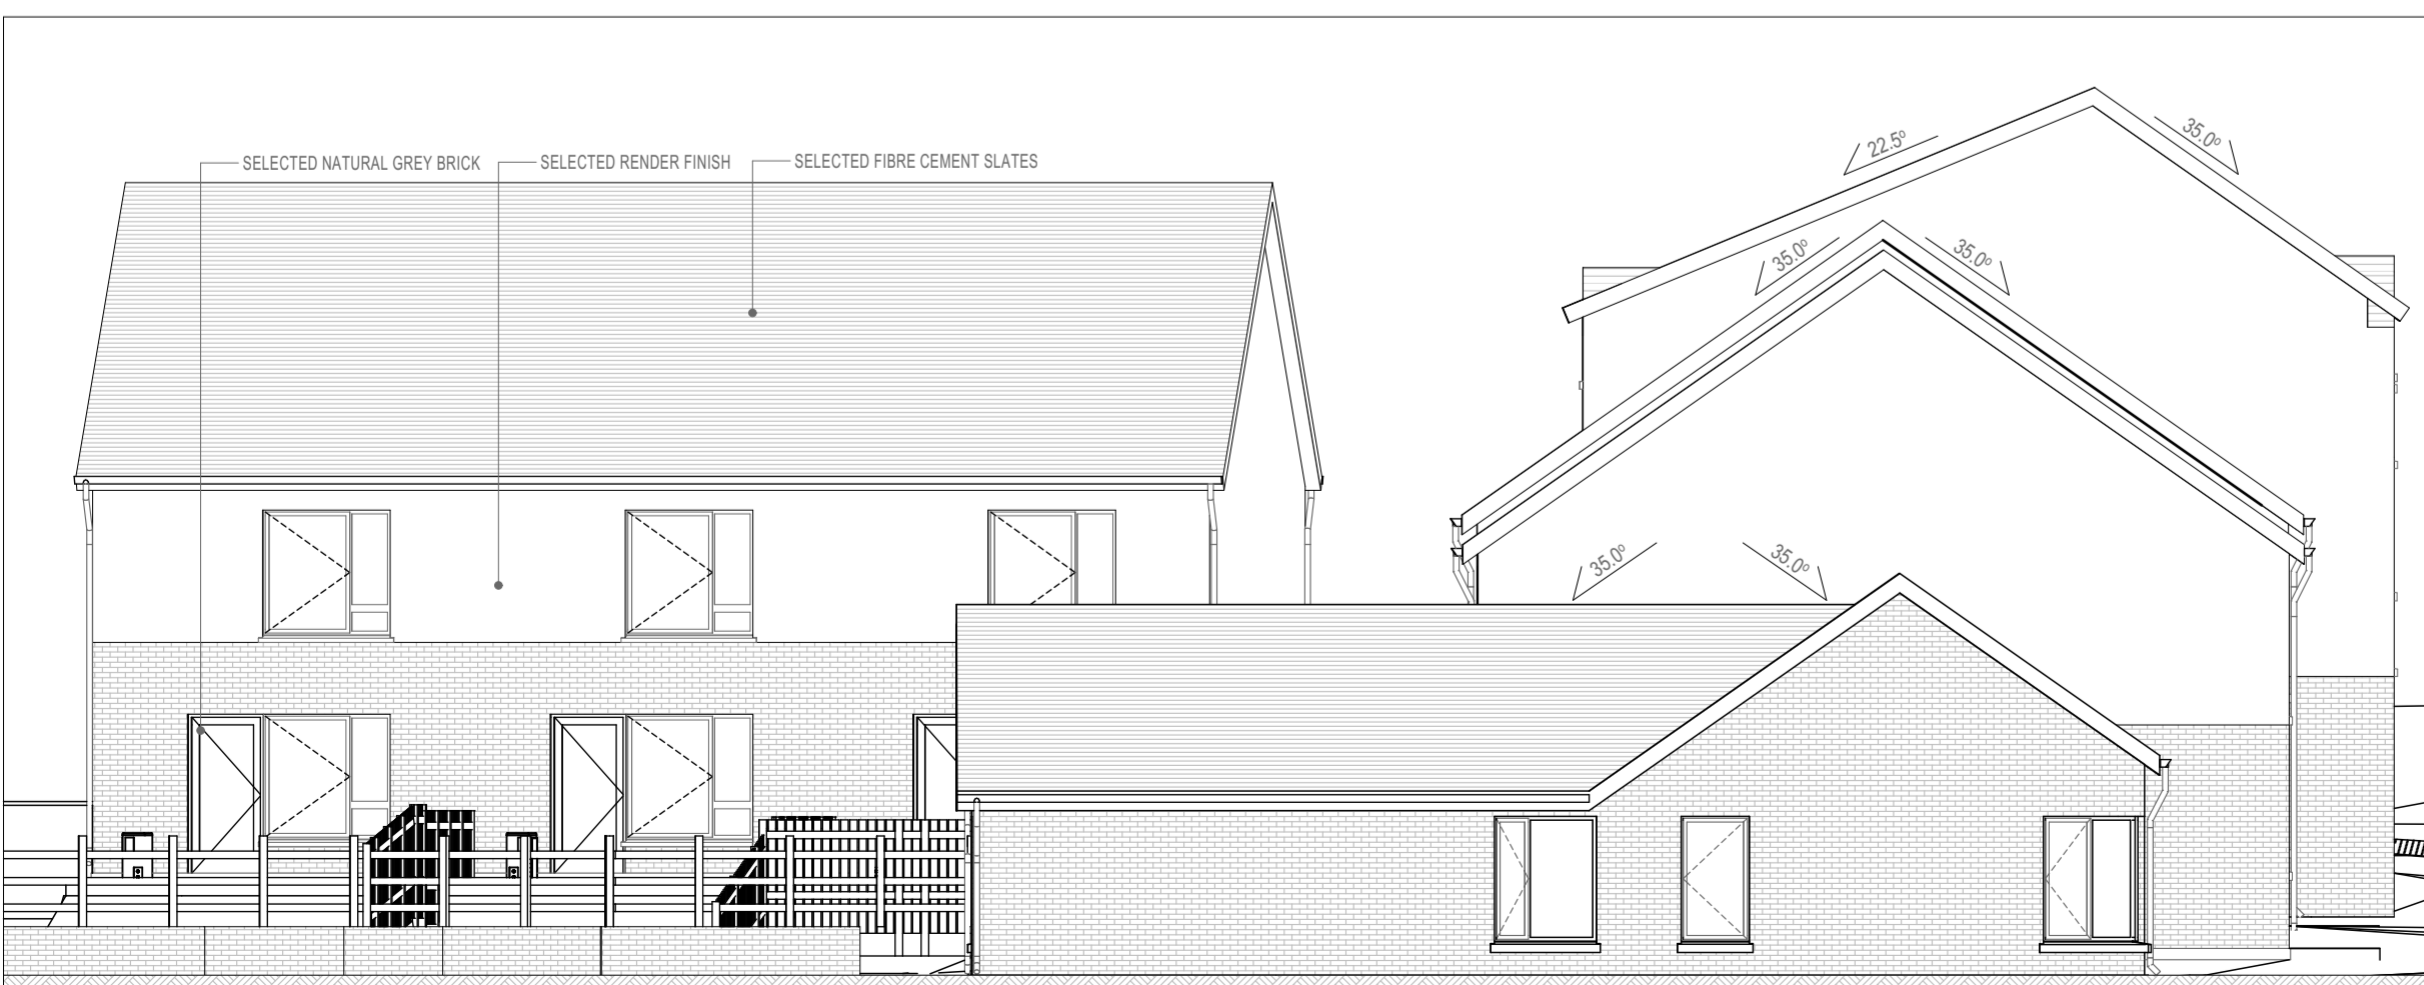 SELECTED NATURAL GREY BRICK
SELECTED RENDER FINISH
SELECTED FIBRE CEMENT SLATES
22.5º
35.0º
35.0º
35.0º
35.0º
35.0º